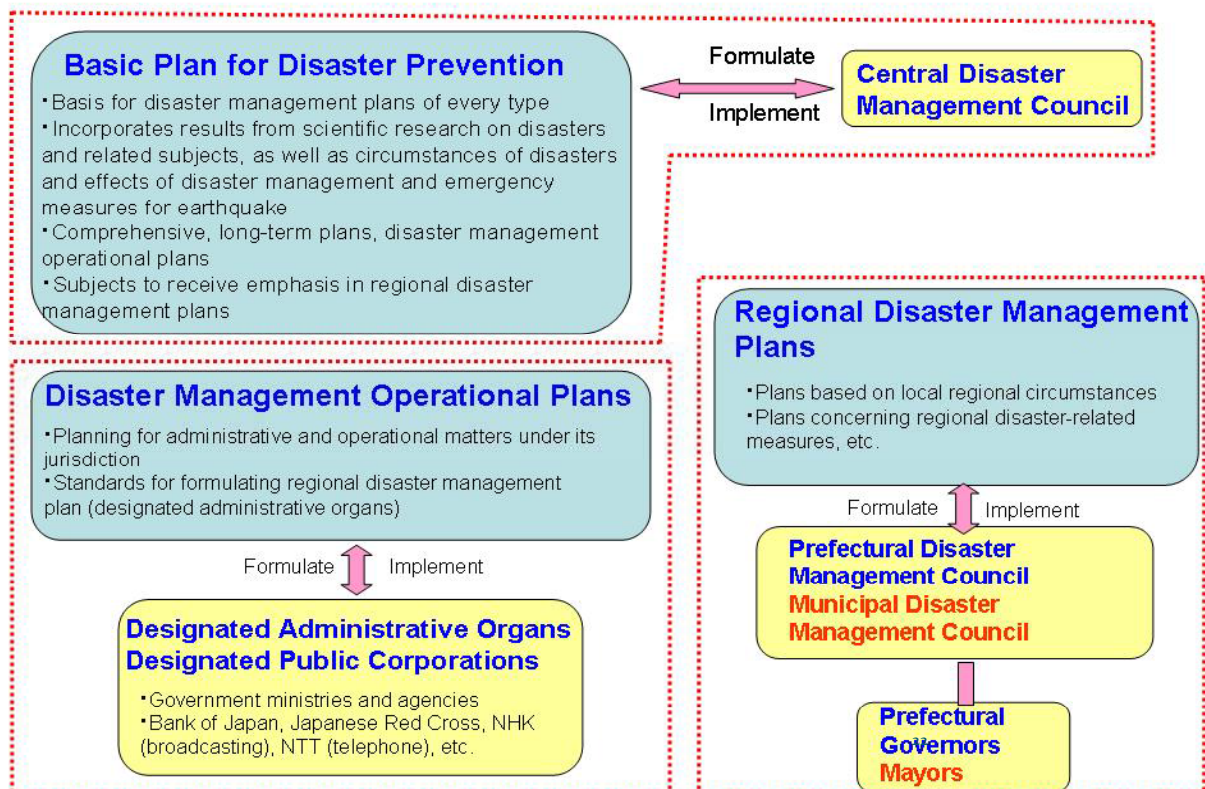 Basic Plan for Disaster Prevention
・Basis for disaster management plans of every type
・Incorporates results from scientific research on disasters
and related subjects, as well as circumstances of disasters
and effects of disaster management and emergency
measures for earthquake
・Comprehensive, long-term plans, disaster management
operational plans
・Subjects to receive emphasis in regional disaster
management plans
Formulate
Implement
Central Disaster
Management Council
Disaster Management Operational Plans
・Planning for administrative and operational matters under its
jurisdiction
・Standards for formulating regional disaster management
plan (designated administrative organs)
Formulate
Implement
Designated Administrative Organs
Designated Public Corporations
・Government ministries and agencies
・Bank of Japan, Japanese Red Cross, NHK
(broadcasting), NTT (telephone), etc.
Regional Disaster Management
Plans
・Plans based on local regional circumstances
・Plans concerning regional disaster-related
measures, etc.
Formulate
Implement
Prefectural Disaster
Management Council
Municipal Disaster
Management Council
Prefectural
Governors
Mayors